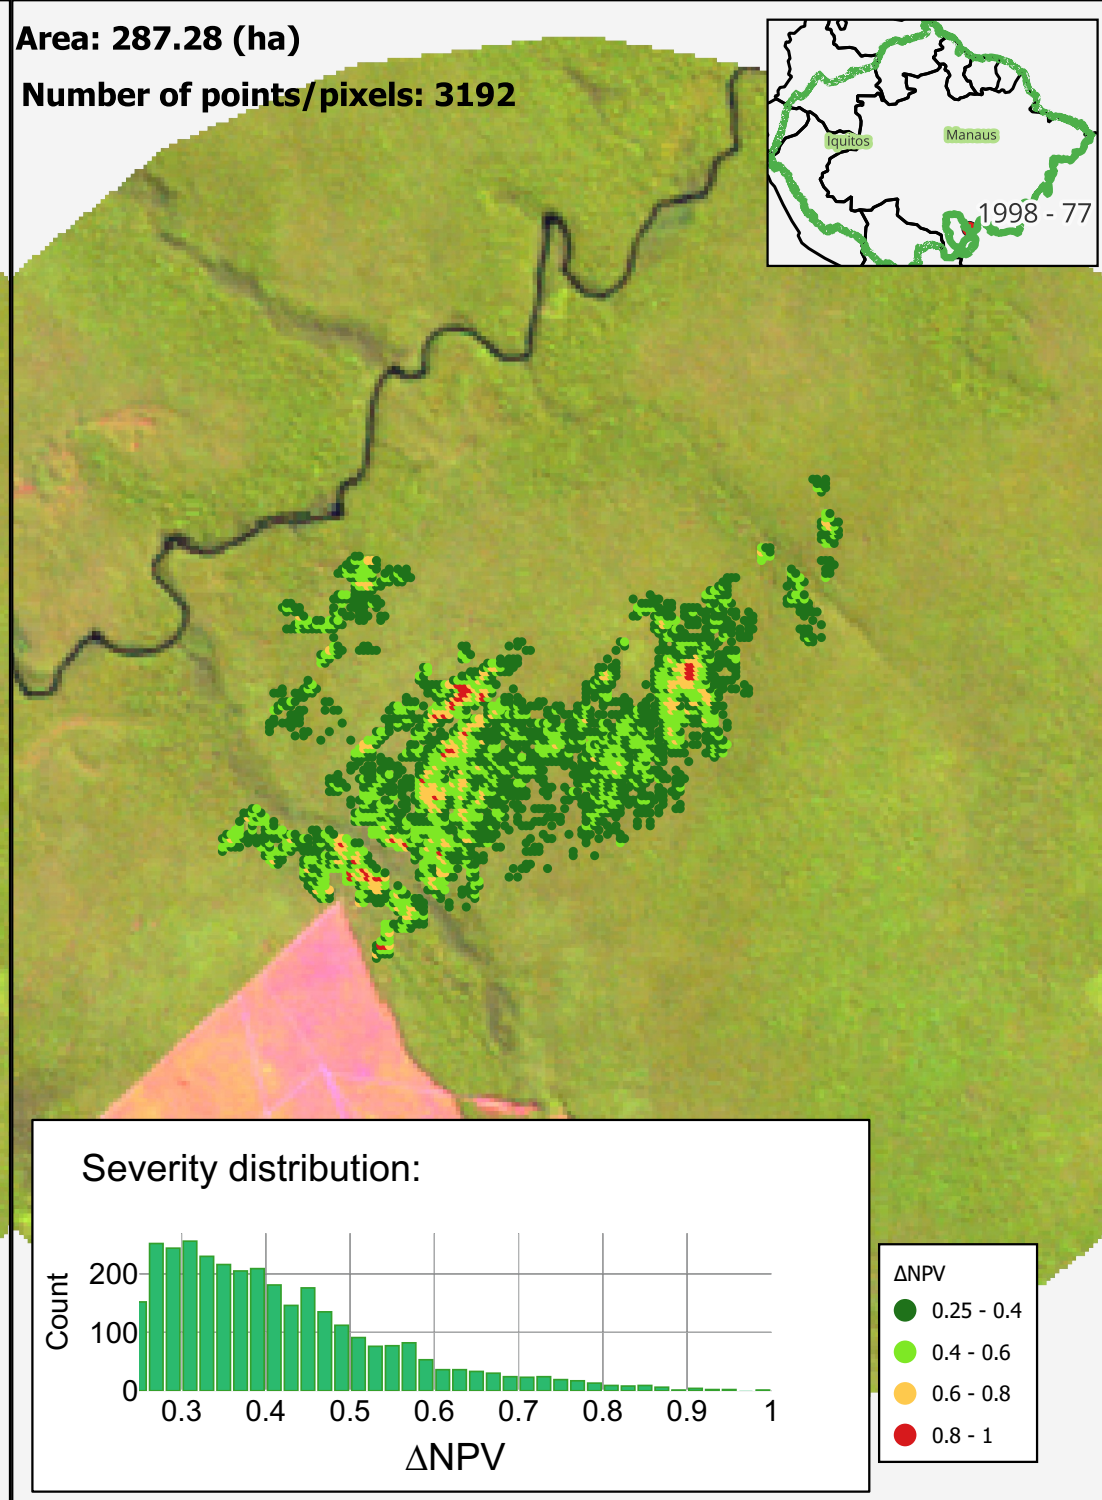 Area: 287.28 (ha)
Number of points/pixels: 3192
Iquitos
Manaus
1998 - 77
Severity distribution:
Count
200
100
0
0.3 0.4 0.5 0.6 0.7 0.8 0.9 1
ΔNPV
ΔNPV
0.25 - 0.4
0.4 - 0.6
0.6 - 0.8
0.8 - 1